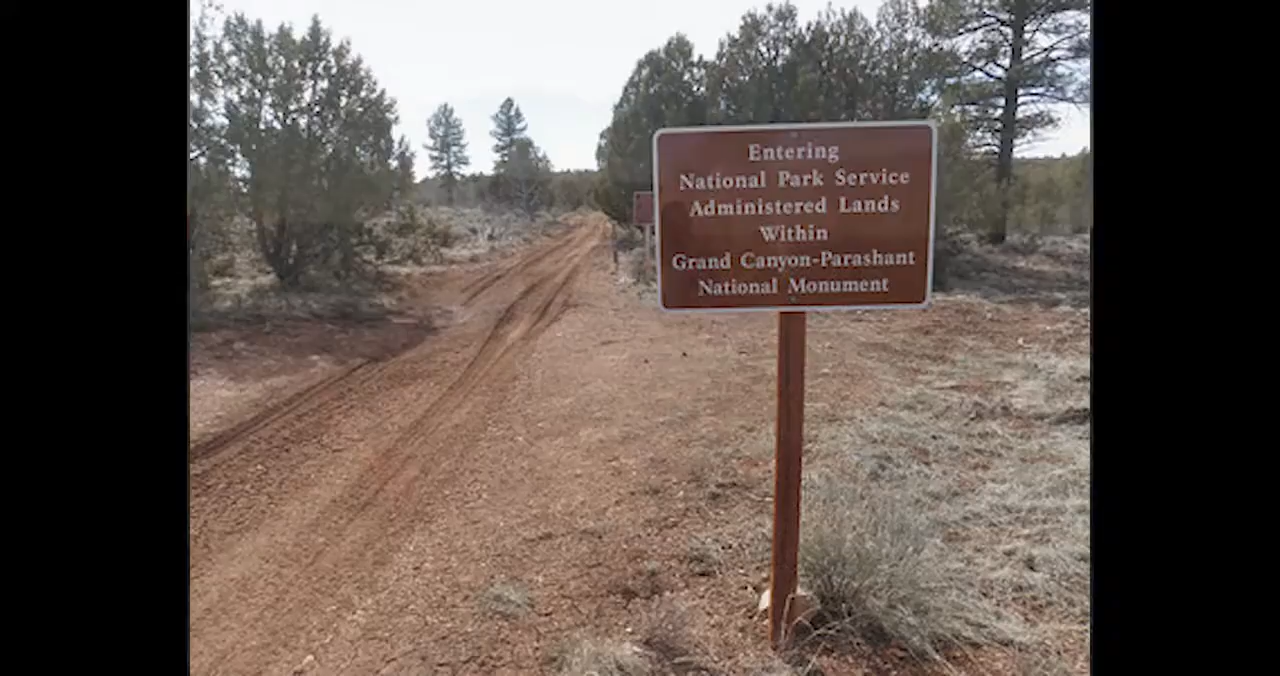 Entering
National Park Service
Administered Lands
Within
Grand Canyon-Parashant
National Monument